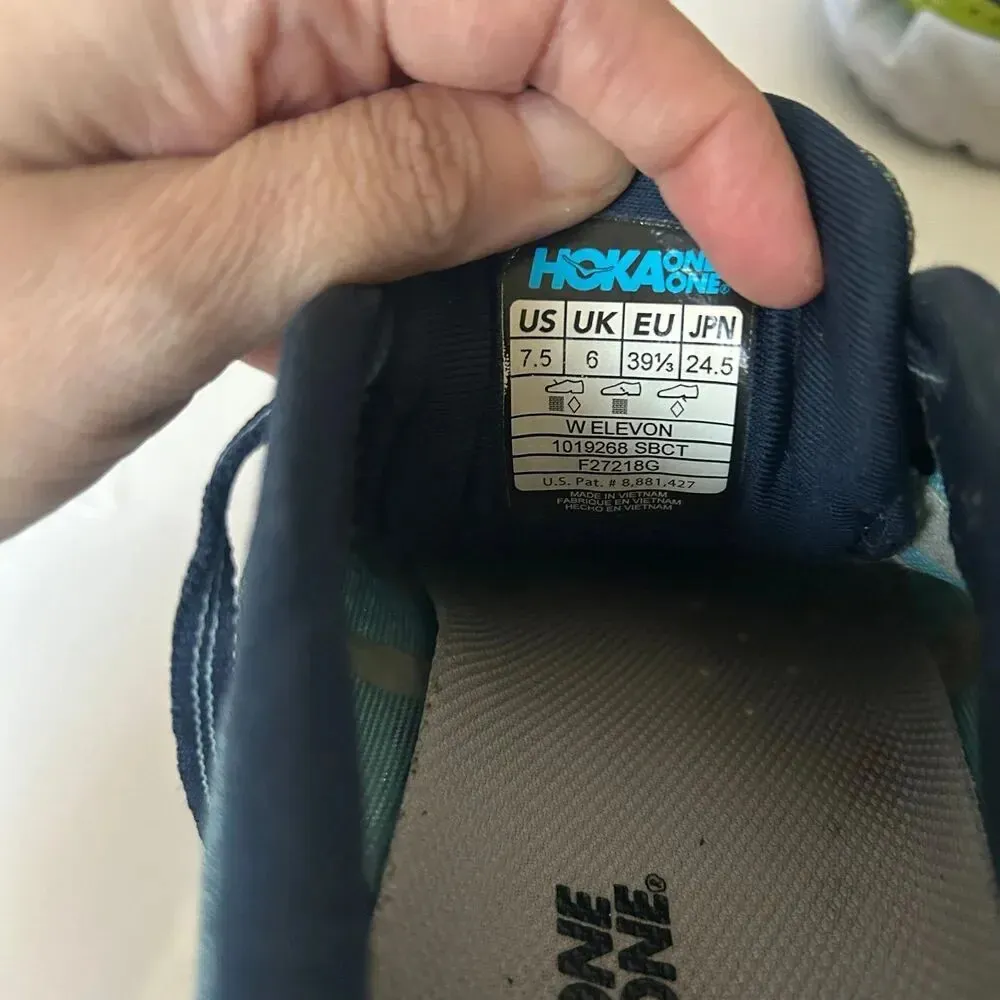 HOKA ONE ONE®
US UK EU JPN
7.5 6 39⅓ 24.5
W ELEVON
1019268 SBCT
F27218G
U.S. Pat. # 8,881,427
MADE IN VIETNAM
FABRIQUE EN VIETNAM
HECHO EN VIETNAM
ONE
ONE®